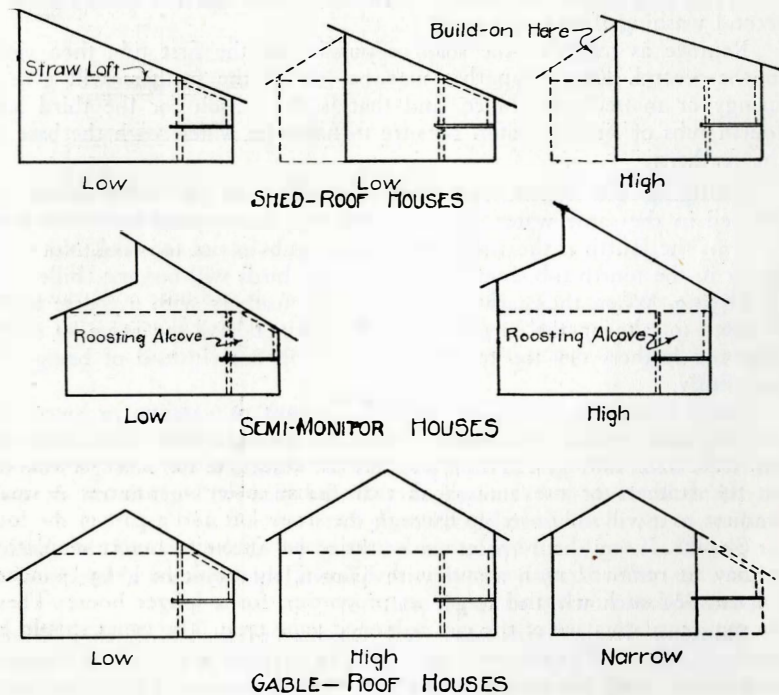 Build-on Here
Straw Loft
Low
Low
High
SHED-ROOF HOUSES
Roosting Alcove
Roosting Alcove
Low
High
SEMI-MONITOR HOUSES
Low
High
Narrow
GABLE-ROOF HOUSES